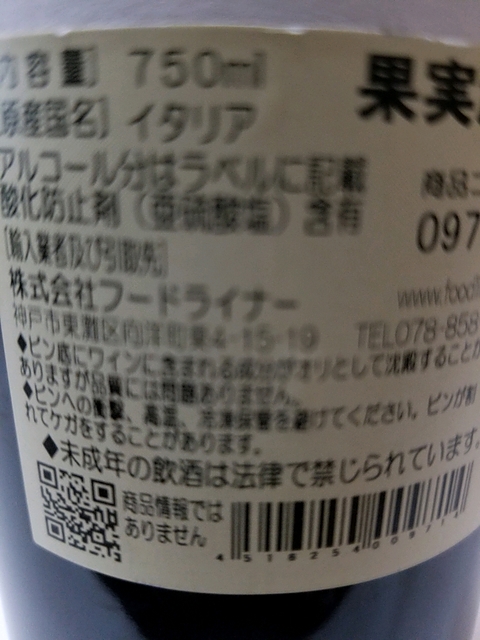 内容量] 750ml
果実
原産国名] イタリア
アルコール分はラベルに記載
商品コ
酸化防止剤(亜硫酸塩)含有
097
[輸入業者及び引取先]
株式会社フードライナー
www.food
神戸市東灘区向洋町東4-15-19 TEL078-858
◆ビン底にワインに含まれる成分がオリとして沈殿することが
ありますが品質には問題ありません。
◆ビンへの衝撃、高温、冷凍保管を避けてください。ビンが割
れてケガをすることがあります。
◆未成年の飲酒は法律で禁じられています。
商品情報では
ありません
4516254009714